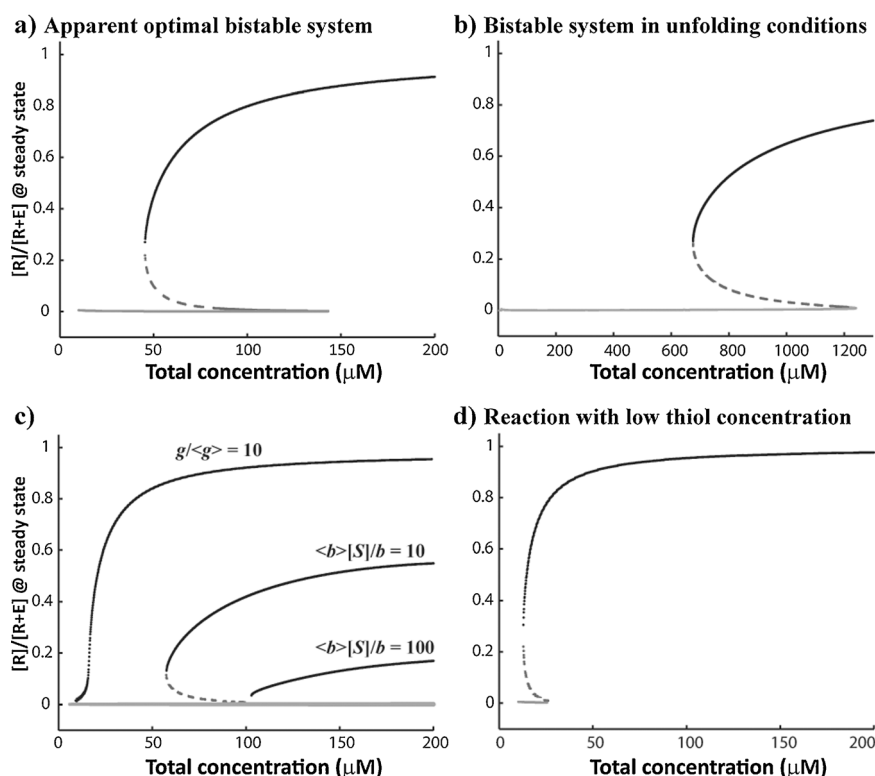 a) Apparent optimal bistable system
[R]/[R+E] @ steady state
1
0.8
0.6
0.4
0.2
0
0 50 100 150 200
Total concentration (μM)
b) Bistable system in unfolding conditions
1
0.8
0.6
0.4
0.2
0
0 200 400 600 800 1000 1200
Total concentration (μM)
c)
[R]/[R+E] @ steady state
1
0.8
0.6
0.4
0.2
0
g/<g> = 10
<b>[S]/b = 10
<b>[S]/b = 100
0 50 100 150 200
Total concentration (μM)
d) Reaction with low thiol concentration
1
0.8
0.6
0.4
0.2
0
0 50 100 150 200
Total concentration (μM)